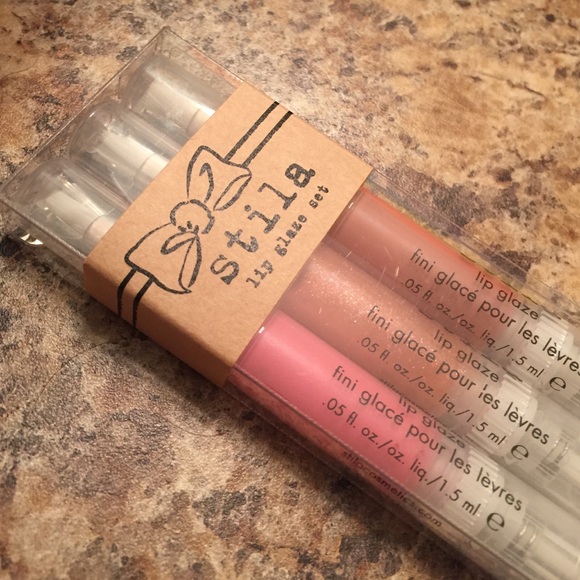 stila
lip glaze set
lip glaze
fini glacé pour les lèvres
.05 fl. oz./oz. liq./1.5 ml e
lip glaze
fini glacé pour les lèvres
.05 fl. oz./oz. liq./1.5 ml e
lip glaze
fini glacé pour les lèvres
.05 fl. oz./oz. liq./1.5 ml e
stilacosmetics.com